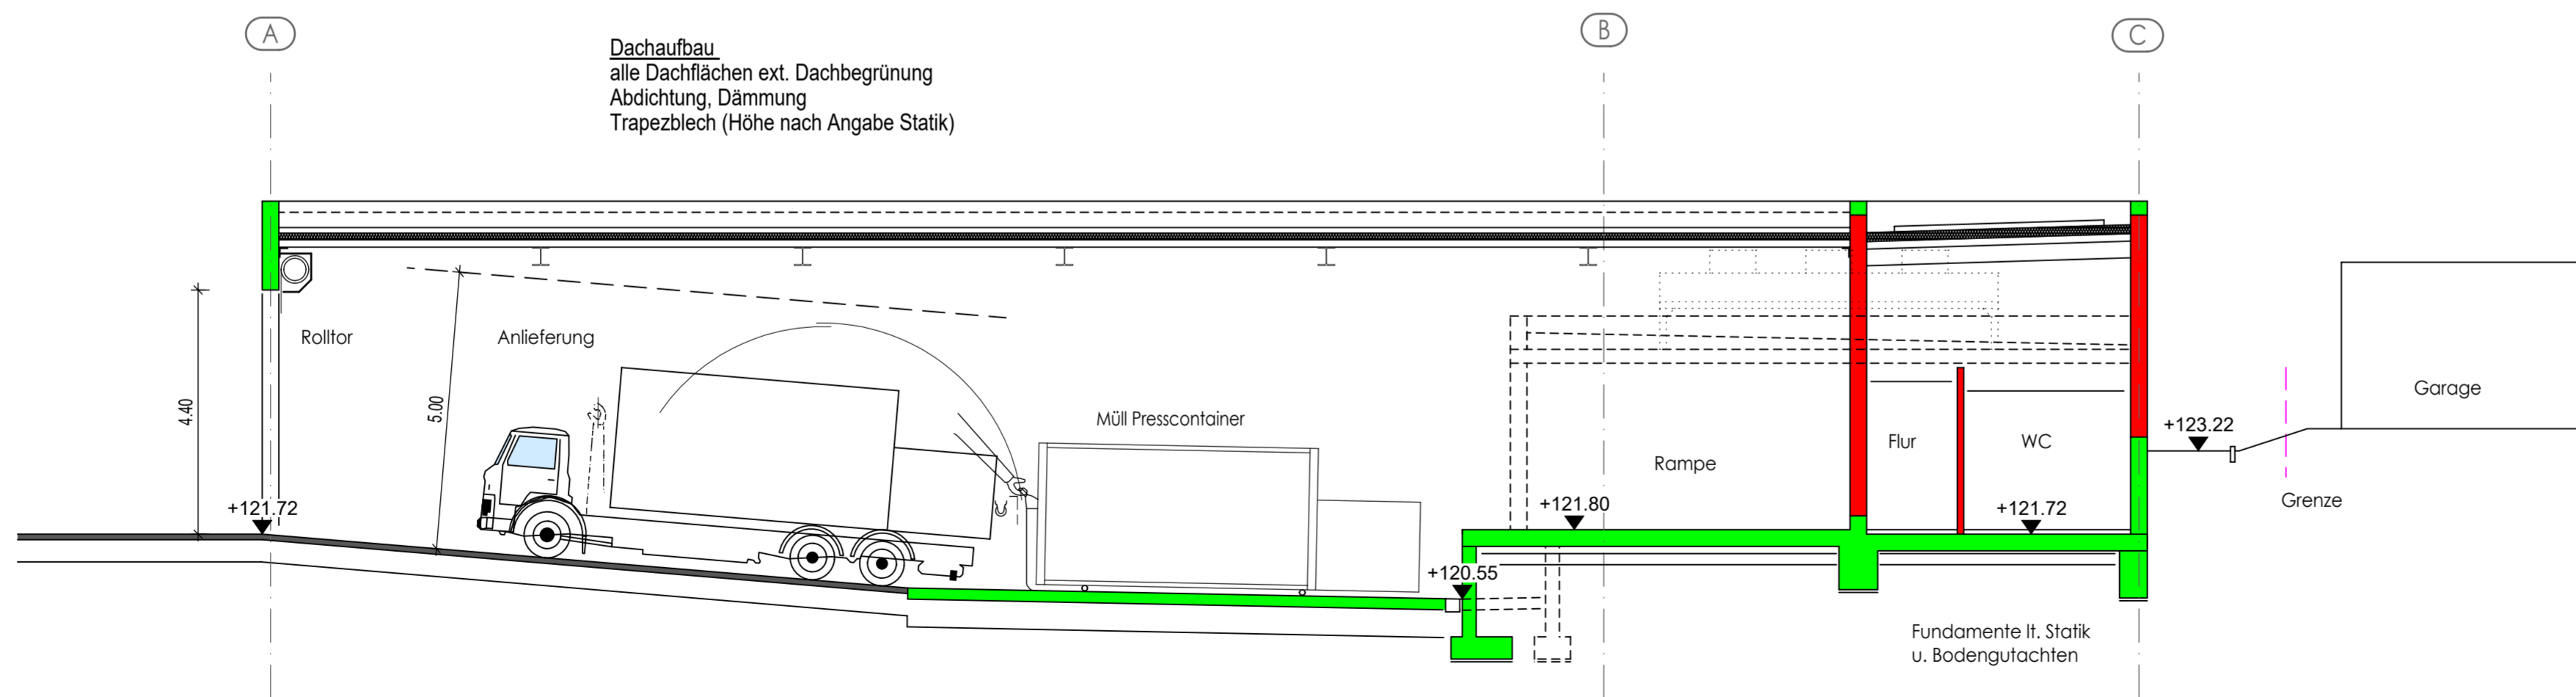 A
B
C
Dachaufbau
alle Dachflächen ext. Dachbegrünung
Abdichtung, Dämmung
Trapezblech (Höhe nach Angabe Statik)
Rolltor
Anlieferung
4.40
5.00
Müll Presscontainer
Rampe
Flur
WC
Garage
Grenze
+123.22
+121.72
+121.80
+121.72
+120.55
Fundamente lt. Statik
u. Bodengutachten